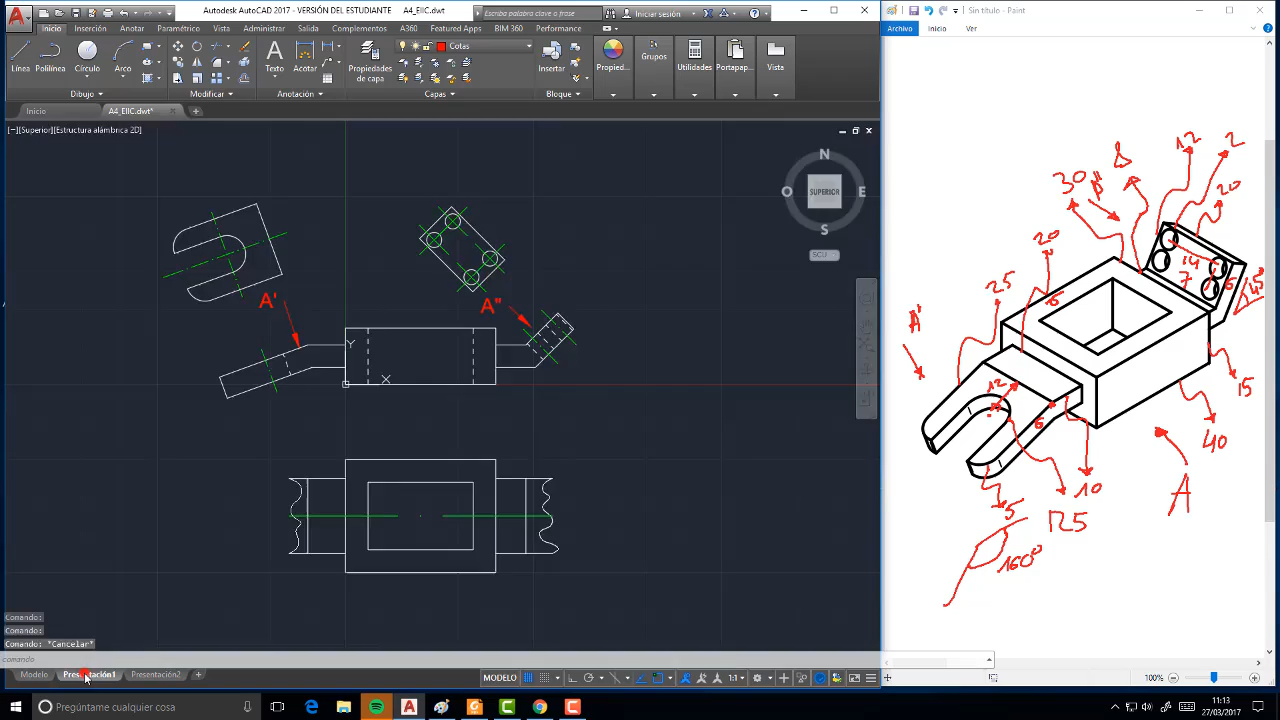 Autodesk AutoCAD 2017 - VERSIÓN DEL ESTUDIANTE A4_EIIC.dwt
Escriba palabra clave o frase
Iniciar sesión
Inicio Inserción Anotar Vista Administrar Salida Complementos A360 Featured Apps BIM 360 Performance
Línea Polilínea Círculo Arco
Texto Acotar
Propiedades de capa
Cotas
Insertar
Propied... Grupos Utilidades Portapap... Vista
Dibujo Modificar Anotación Capas Bloque
Inicio A4_EIIC.dwt*
[−][Superior][Estructura alámbrica 2D]
N
O SUPERIOR E
S
SCU
A'
A"
Y
X
Comando:
Comando:
Comando: *Cancelar*
comando
Modelo Presentación1 Presentación2 +
MODELO
1:1
Sin título - Paint
Archivo Inicio Ver
12
2
30
20
20
14
7
6
45°
25
6
A'
12
6
15
40
10
A
5
R5
160°
100%
Pregúntame cualquier cosa
11:13
27/03/2017